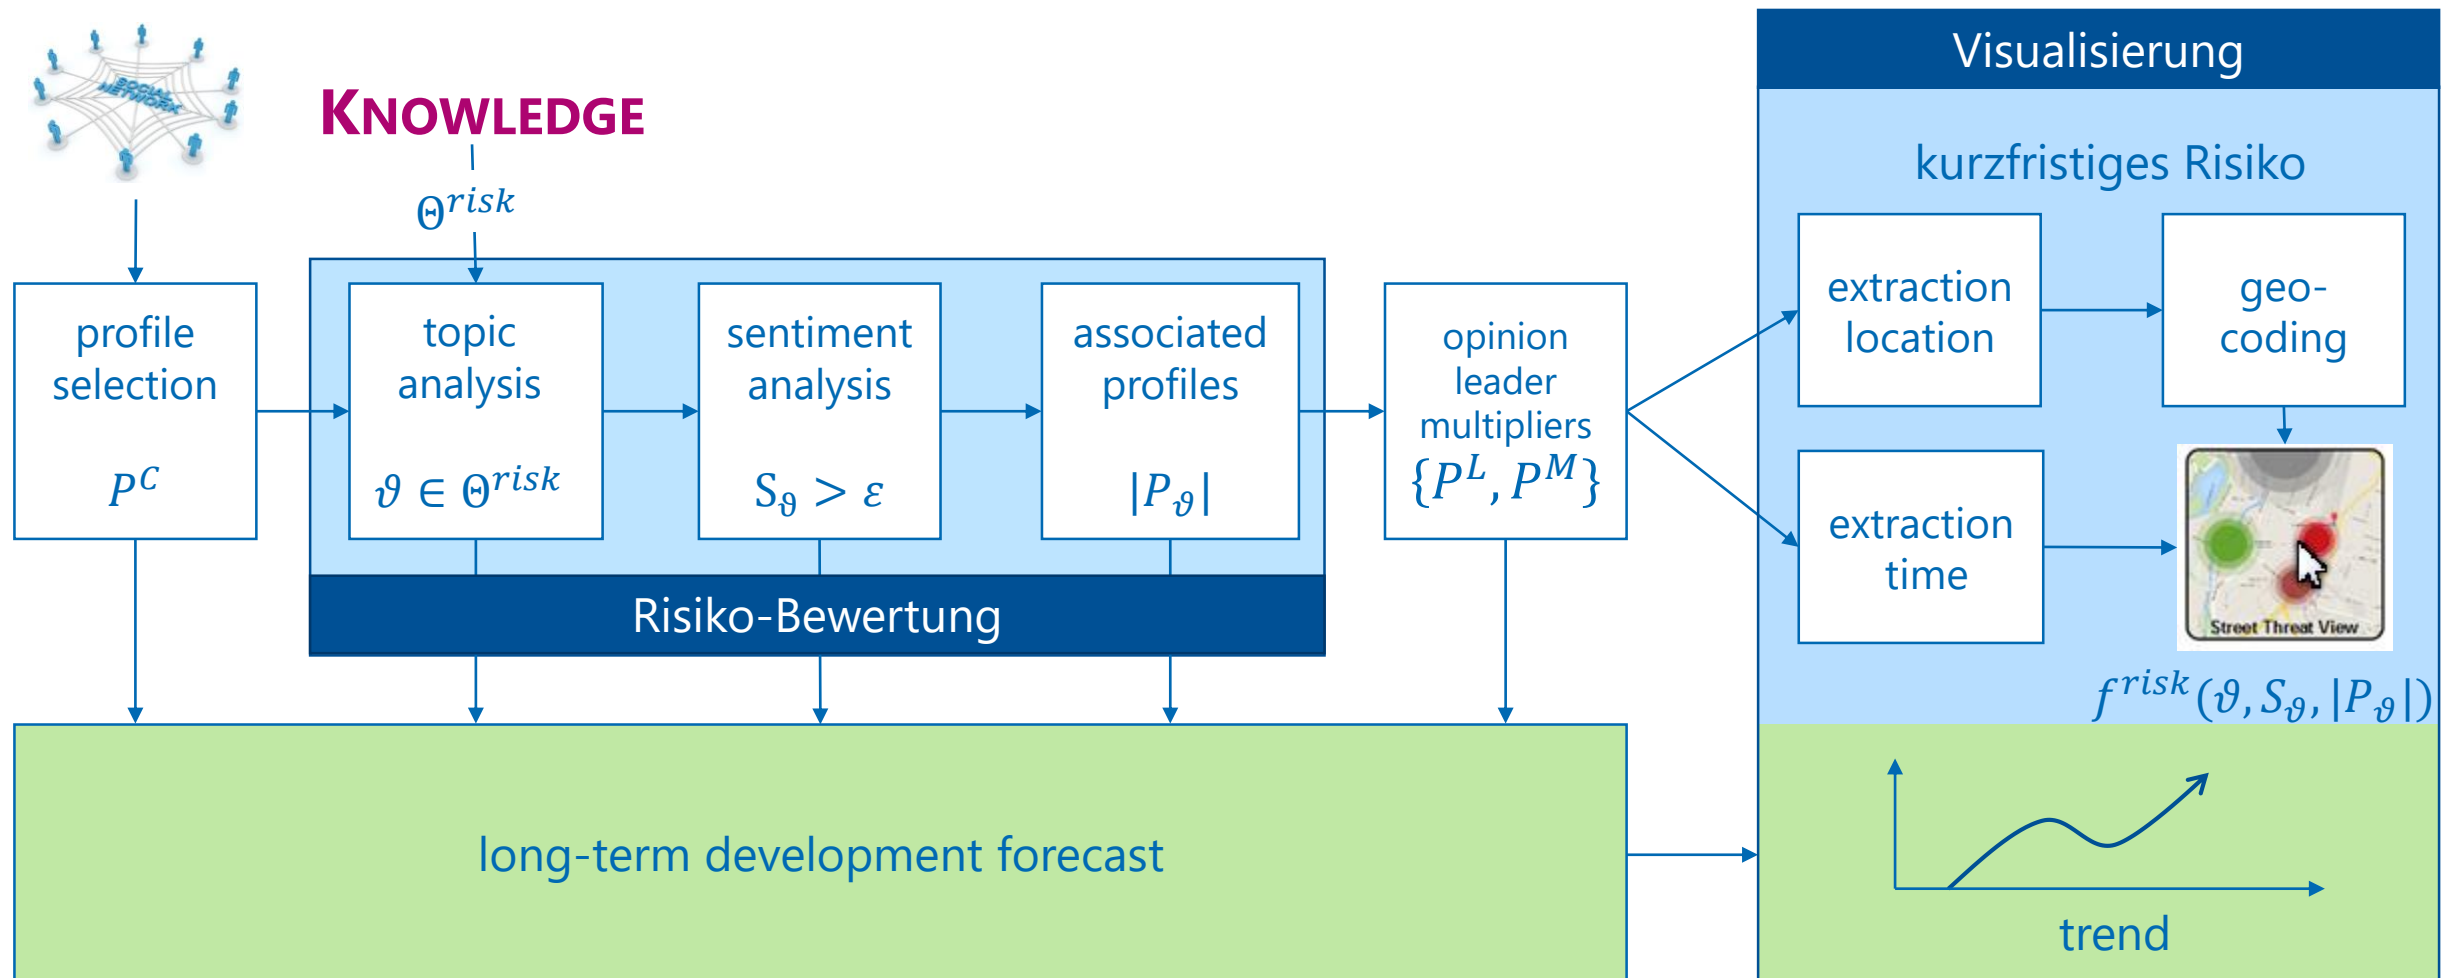 SOCIAL
NETWORK
KNOWLEDGE
Θ^risk
profile
selection
P^C
topic
analysis
ϑ ∈ Θ^risk
sentiment
analysis
S_ϑ > ε
associated
profiles
|P_ϑ|
Risiko-Bewertung
opinion
leader
multipliers
{P^L, P^M}
long-term development forecast
Visualisierung
kurzfristiges Risiko
extraction
location
geo-
coding
extraction
time
Street Threat View
f^risk(ϑ, S_ϑ, |P_ϑ|)
trend